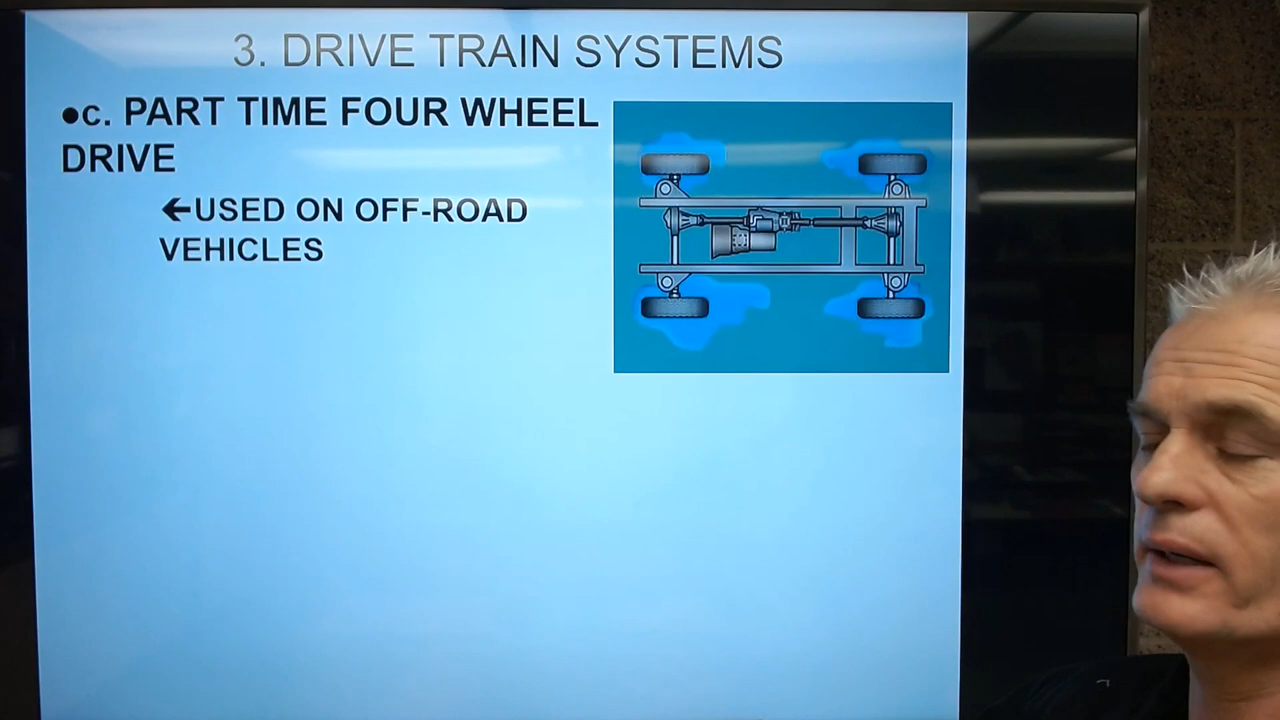 3. DRIVE TRAIN SYSTEMS
●c. PART TIME FOUR WHEEL
DRIVE
←USED ON OFF-ROAD
VEHICLES